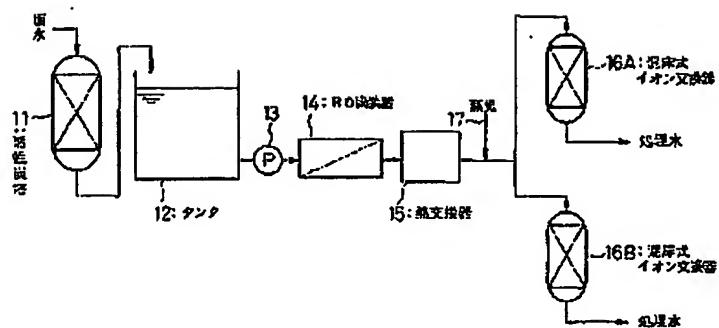 原水
11:活性炭塔
12:タンク
13
P
14:RO膜装置
15:熱交換器
17
16A:混床式
イオン交換器
処理水
16B:混床式
イオン交換器
処理水